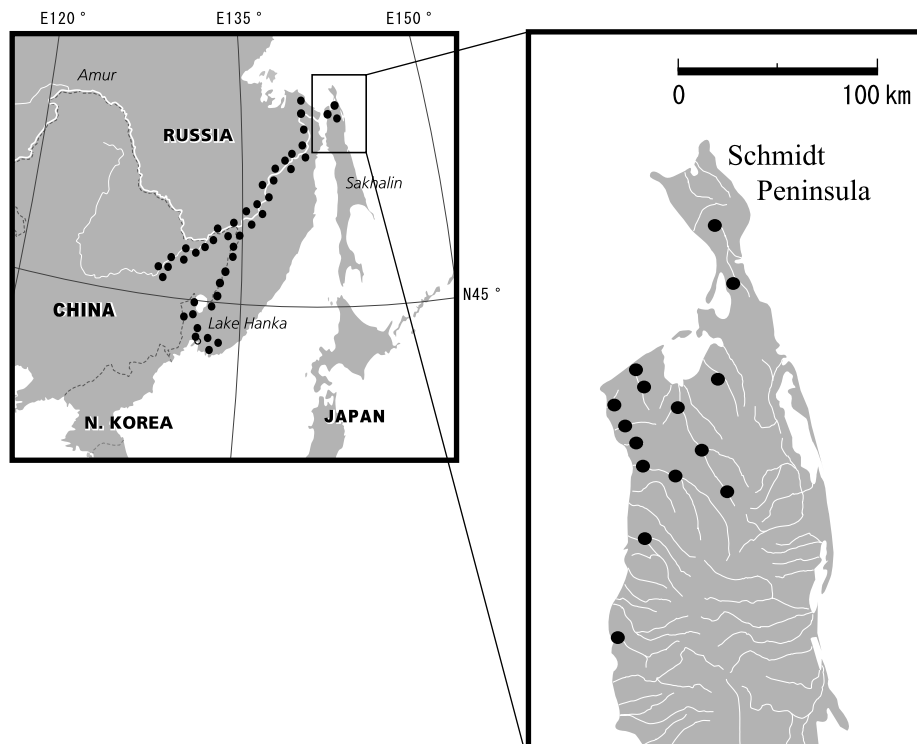 E120 °
E135 °
E150 °
Amur
RUSSIA
Sakhalin
N45 °
CHINA
Lake Hanka
N. KOREA
JAPAN
0
100 km
Schmidt
Peninsula